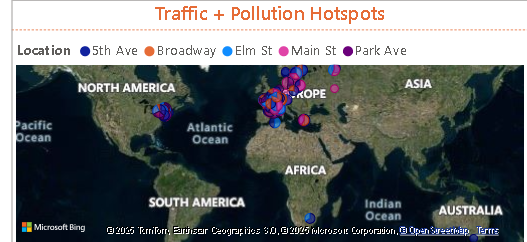 Traffic + Pollution Hotspots
Location 5th Ave Broadway Elm St Main St Park Ave
NORTH AMERICA
EUROPE
ASIA
Pacific
Ocean
Atlantic
Ocean
AFRICA
SOUTH AMERICA
Indian
Ocean
AUSTRALIA
Microsoft Bing
© 2025 TomTom, Earthstar Geographics SIO, © 2025 Microsoft Corporation, © OpenStreetMap Terms